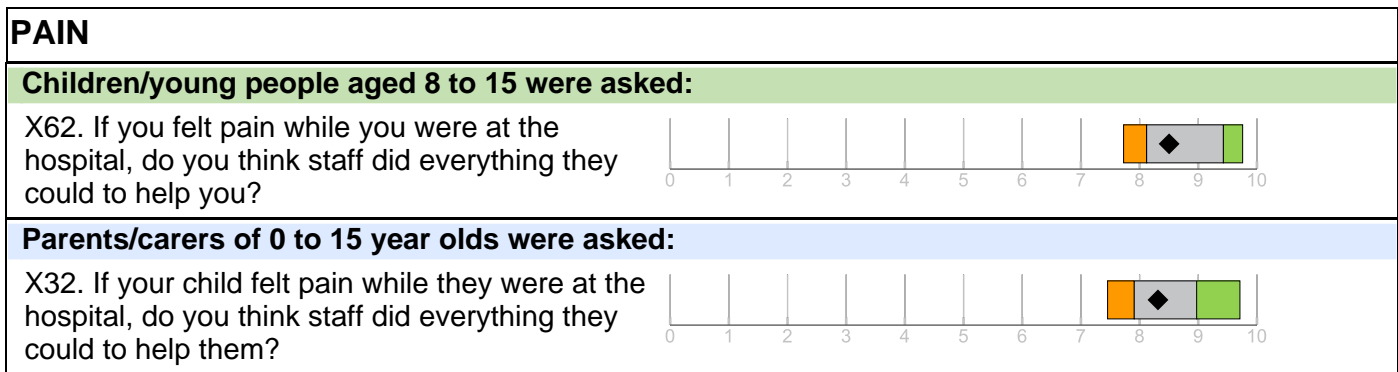 PAIN
Children/young people aged 8 to 15 were asked:
X62. If you felt pain while you were at the
hospital, do you think staff did everything they
could to help you?
0 1 2 3 4 5 6 7 8 9 10
Parents/carers of 0 to 15 year olds were asked:
X32. If your child felt pain while they were at the
hospital, do you think staff did everything they
could to help them?
0 1 2 3 4 5 6 7 8 9 10